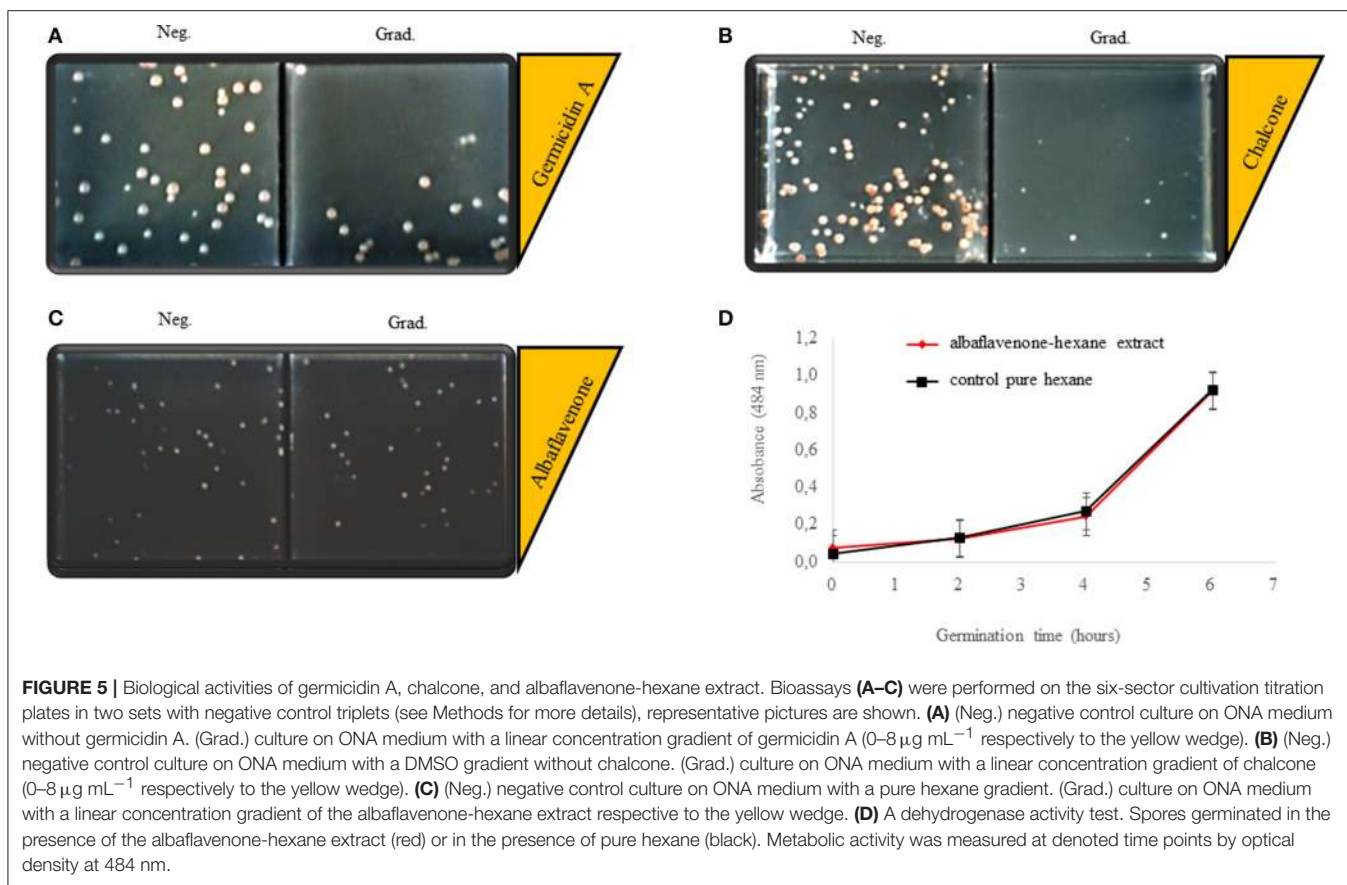 A
Neg.
Grad.
Germicidin A
B
Neg.
Grad.
Chalcone
C
Neg.
Grad.
Albaflavenone
D
1,2
1,0
0,8
0,6
0,4
0,2
0,0
Absobance (484 nm)
albaflavenone-hexane extract
control pure hexane
0 1 2 3 4 5 6 7
Germination time (hours)
FIGURE 5 | Biological activities of germicidin A, chalcone, and albaflavenone-hexane extract. Bioassays (A–C) were performed on the six-sector cultivation titration
plates in two sets with negative control triplets (see Methods for more details), representative pictures are shown. (A) (Neg.) negative control culture on ONA medium
without germicidin A. (Grad.) culture on ONA medium with a linear concentration gradient of germicidin A (0–8 μg mL−1 respectively to the yellow wedge). (B) (Neg.)
negative control culture on ONA medium with a DMSO gradient without chalcone. (Grad.) culture on ONA medium with a linear concentration gradient of chalcone
(0–8 μg mL−1 respectively to the yellow wedge). (C) (Neg.) negative control culture on ONA medium with a pure hexane gradient. (Grad.) culture on ONA medium
with a linear concentration gradient of the albaflavenone-hexane extract respective to the yellow wedge. (D) A dehydrogenase activity test. Spores germinated in the
presence of the albaflavenone-hexane extract (red) or in the presence of pure hexane (black). Metabolic activity was measured at denoted time points by optical
density at 484 nm.